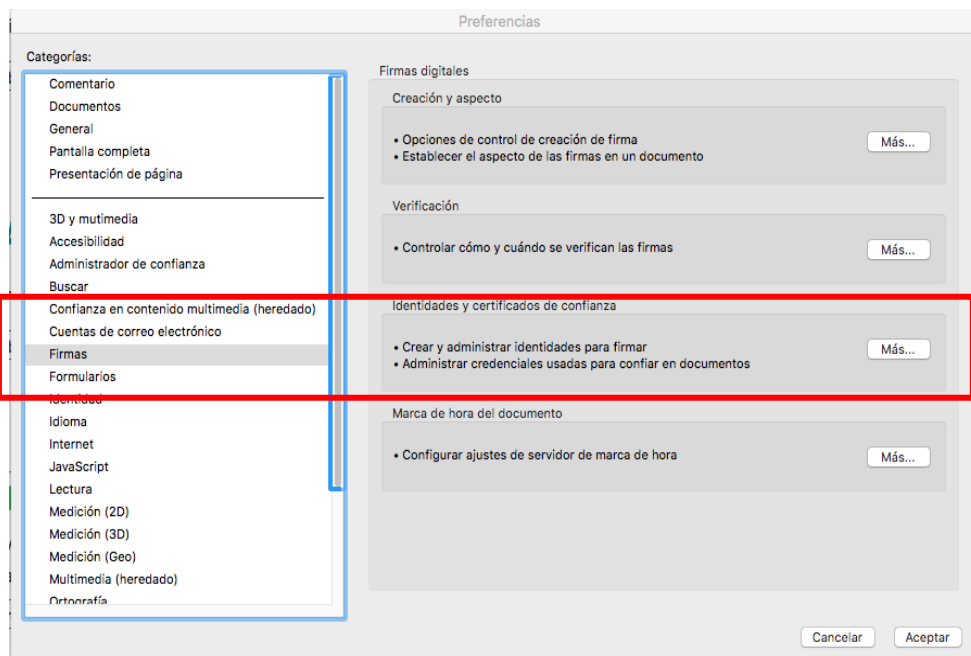 Preferencias
Categorías:
Comentario
Documentos
General
Pantalla completa
Presentación de página
3D y mutimedia
Accesibilidad
Administrador de confianza
Buscar
Confianza en contenido multimedia (heredado)
Cuentas de correo electrónico
Firmas
Formularios
Identidad
Idioma
Internet
JavaScript
Lectura
Medición (2D)
Medición (3D)
Medición (Geo)
Multimedia (heredado)
Ortografía
Firmas digitales
Creación y aspecto
• Opciones de control de creación de firma
• Establecer el aspecto de las firmas en un documento
Más...
Verificación
• Controlar cómo y cuándo se verifican las firmas
Más...
Identidades y certificados de confianza
• Crear y administrar identidades para firmar
• Administrar credenciales usadas para confiar en documentos
Más...
Marca de hora del documento
• Configurar ajustes de servidor de marca de hora
Más...
Cancelar
Aceptar